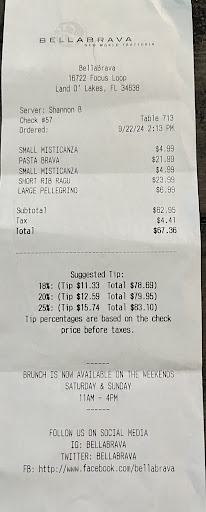 BELLABRAVA
NEW WORLD TRATTORIA
BellaBrava
16722 Focus Loop
Land O' Lakes, FL 34638
Server: Shannon B
Check #57 Table 713
Ordered: 9/22/24 2:13 PM
SMALL MISTICANZA $4.99
PASTA BRAVA $21.99
SMALL MISTICANZA $4.99
SHORT RIB RAGU $23.99
LARGE PELLEGRINO $6.99
Subtotal $62.95
Tax $4.41
Total $67.36
Suggested Tip:
18%: (Tip $11.33 Total $78.69)
20%: (Tip $12.59 Total $79.95)
25%: (Tip $15.74 Total $83.10)
Tip percentages are based on the check
price before taxes.
------
BRUNCH IS NOW AVAILABLE ON THE WEEKENDS
SATURDAY & SUNDAY
11AM - 4PM
------
FOLLOW US ON SOCIAL MEDIA
IG: BELLABRAVA
TWITTER: BELLABRAVA
FB: http://www.facebook.com/bellabrava